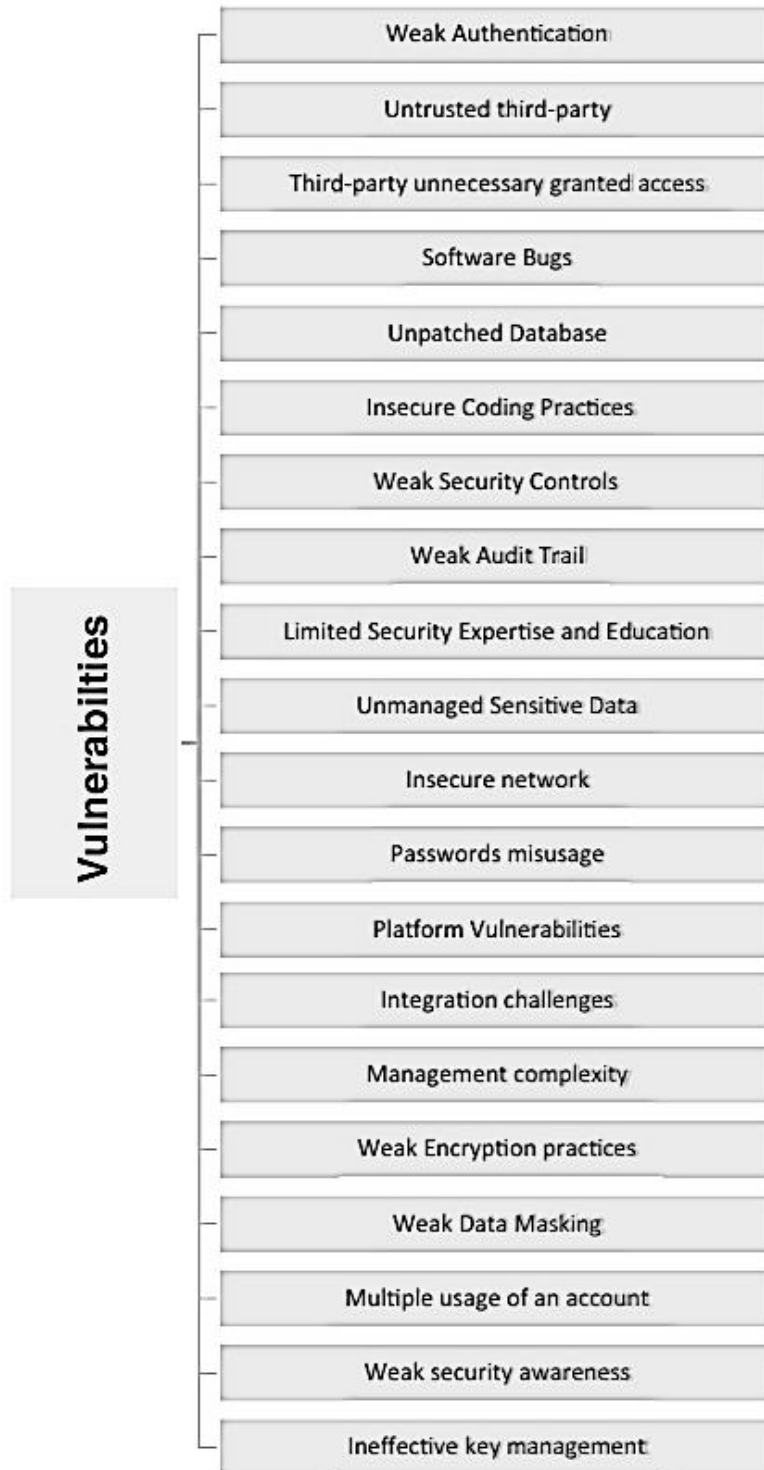 Vulnerabilties
Weak Authentication
Untrusted third-party
Third-party unnecessary granted access
Software Bugs
Unpatched Database
Insecure Coding Practices
Weak Security Controls
Weak Audit Trail
Limited Security Expertise and Education
Unmanaged Sensitive Data
Insecure network
Passwords misusage
Platform Vulnerabilities
Integration challenges
Management complexity
Weak Encryption practices
Weak Data Masking
Multiple usage of an account
Weak security awareness
Ineffective key management